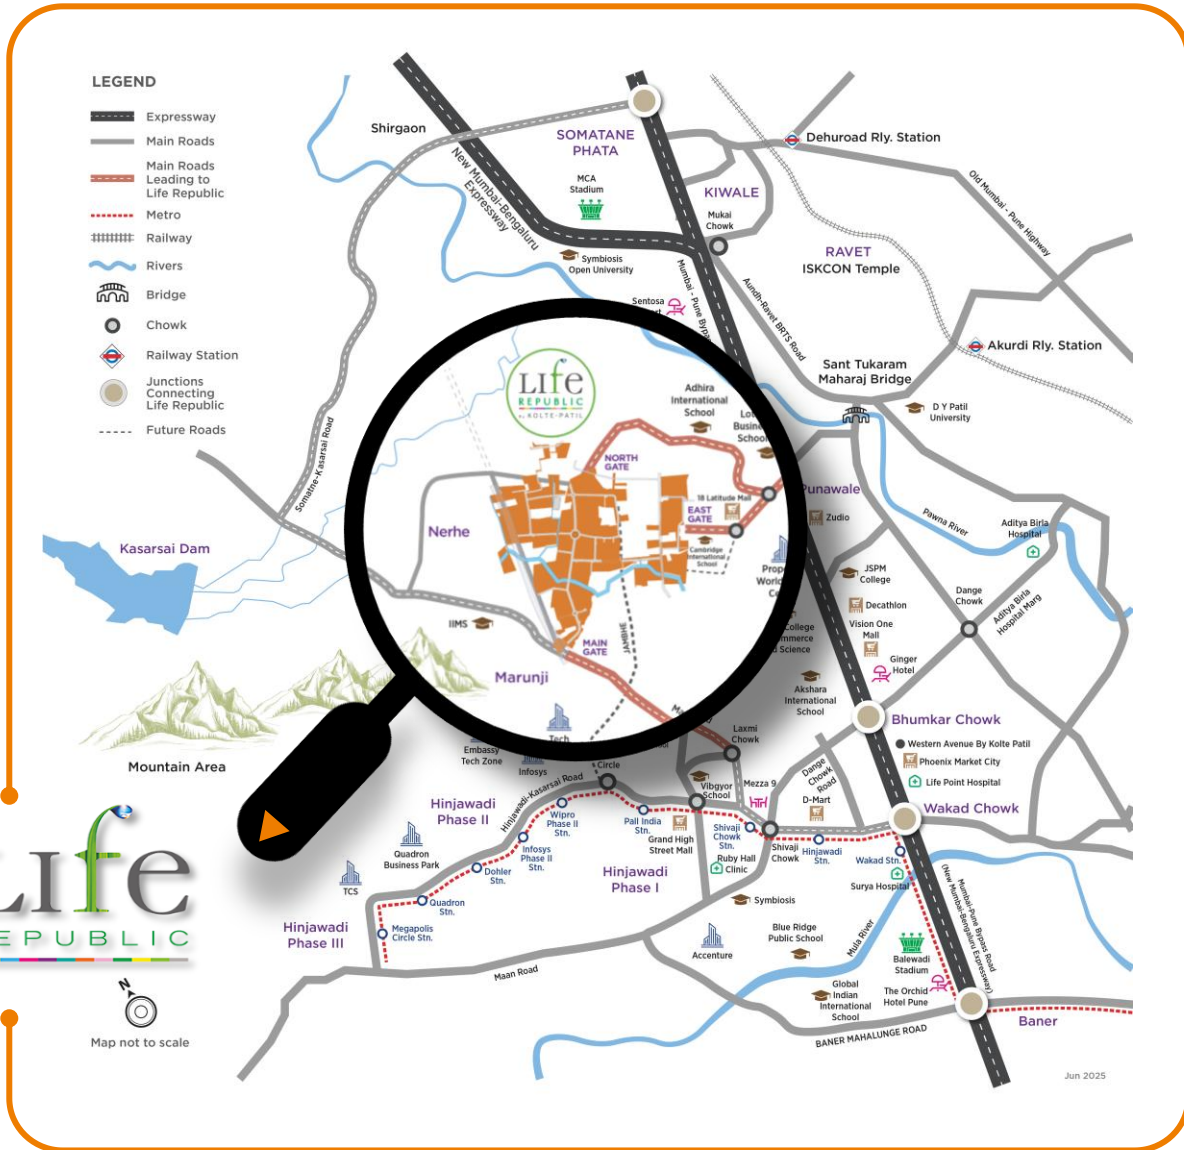 LEGEND
Expressway
Main Roads
Main Roads
Leading to
Life Republic
Metro
Railway
Rivers
Bridge
Chowk
Railway Station
Junctions
Connecting
Life Republic
Future Roads
Shirgaon
New Mumbai-Bengaluru
Expressway
SOMATANE
PHATA
MCA
Stadium
Symbiosis
Open University
KIWALE
Mukai
Chowk
Dehuroad Rly. Station
Old Mumbai - Pune Highway
RAVET
ISKCON Temple
Mumbai - Pune
Aundh-Ravet BRTS Road
Sentosa
Akurdi Rly. Station
Sant Tukaram
Maharaj Bridge
D Y Patil
University
Somatne-Kasarsai Road
Kasarsai Dam
LIfe
REPUBLIC
KOLTE-PATIL
Adhira
International
School
School
NORTH
GATE
18 Latitude Mall
EAST
GATE
Cambridge
International
School
Nerhe
IIMS
JAMBHE
MAIN
GATE
Marunji
Punawale
Zudio
Pawna River
Aditya Birla
Hospital
JSPM
College
Decathlon
Vision One
Mall
Ginger
Hotel
Dange
Chowk
Aditya Birla
Hospital Marg
Akshara
International
School
Bhumkar Chowk
Western Avenue By Kolte Patil
Phoenix Market City
Life Point Hospital
Wakad Chowk
Mountain Area
Embassy
Tech Zone
Tech
Infosys
Circle
Laxmi
Chowk
Vibgyor
School
Mezza 9
Dange
Chowk
Road
D-Mart
Hinjawadi
Phase II
Hinjawadi-Kasarsai Road
Wipro
Phase II
Stn.
Pall India
Stn.
Grand High
Street Mall
Shivaji
Chowk
Stn.
Shivaji
Chowk
Hinjawadi
Stn.
Wakad Stn.
Surya Hospital
Ruby Hall
Clinic
Infosys
Phase II
Stn.
Quadron
Business Park
Dohler
Stn.
Hinjawadi
Phase I
TCS
Quadron
Stn.
Hinjawadi
Phase III
Megapolis
Circle Stn.
Symbiosis
Accenture
Blue Ridge
Public School
Mula River
Balewadi
Stadium
Mumbai-Pune Bypass Road
(New Mumbai-Bengaluru Expressway)
Maan Road
Global
Indian
International
School
The Orchid
Hotel Pune
Baner
BANER MAHALUNGE ROAD
LIfe
REPUBLIC
N
Map not to scale
Jun 2025